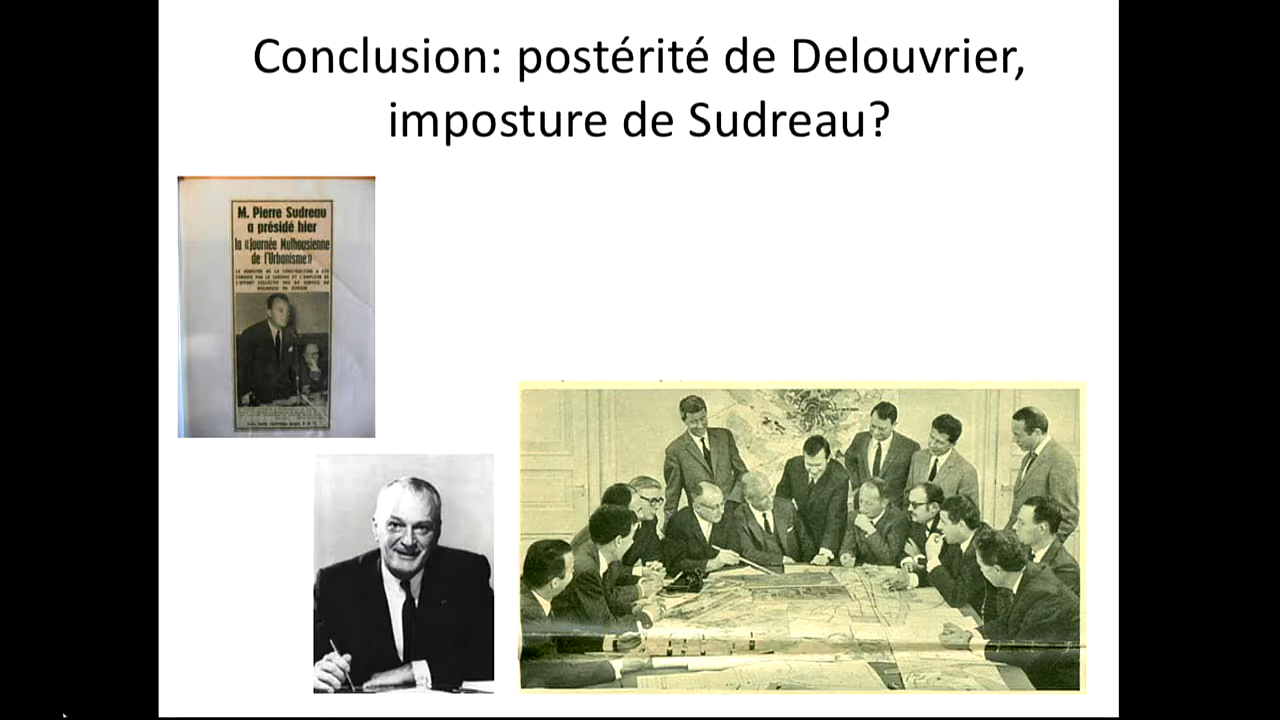 Conclusion: postérité de Delouvrier,
imposture de Sudreau?
M. Pierre Sudreau
a présidé hier
la «Journée Mulhousienne
de l'Urbanisme»